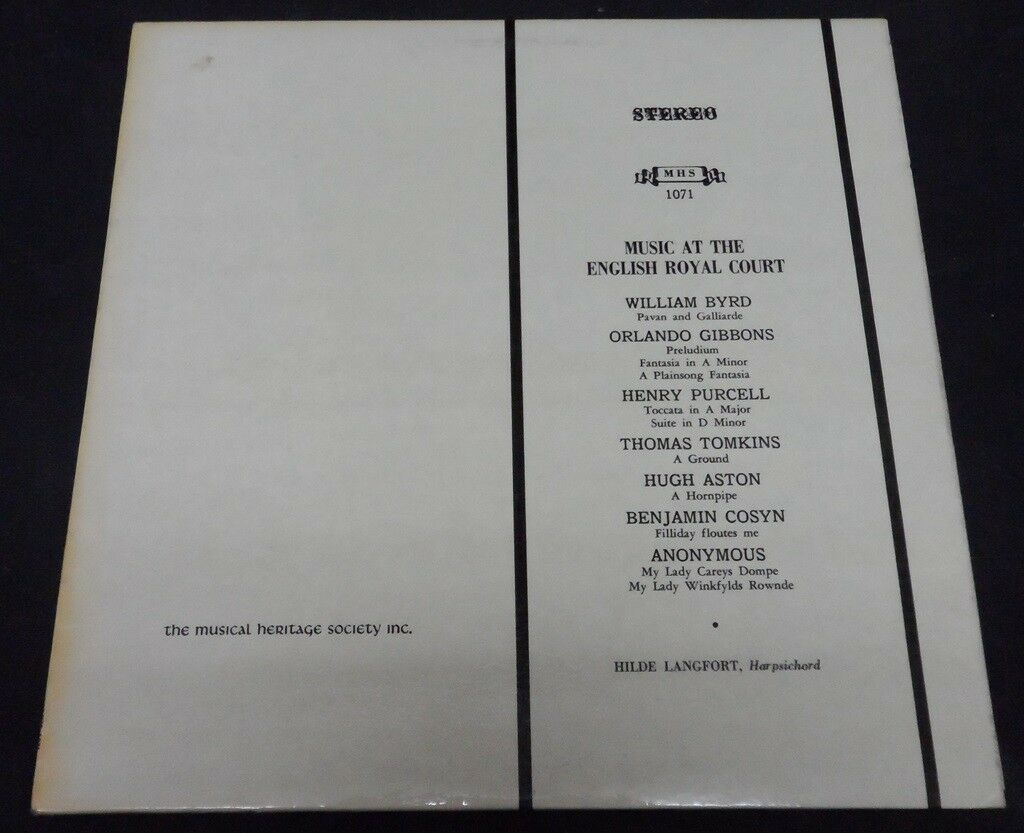 STEREO
MHS
1071
MUSIC AT THE
ENGLISH ROYAL COURT
WILLIAM BYRD
Pavan and Galliarde
ORLANDO GIBBONS
Preludium
Fantasia in A Minor
A Plainsong Fantasia
HENRY PURCELL
Toccata in A Major
Suite in D Minor
THOMAS TOMKINS
A Ground
HUGH ASTON
A Hornpipe
BENJAMIN COSYN
Filliday floutes me
ANONYMOUS
My Lady Careys Dompe
My Lady Winkfylds Rownde
•
HILDE LANGFORT, Harpsichord
the musical heritage society inc.